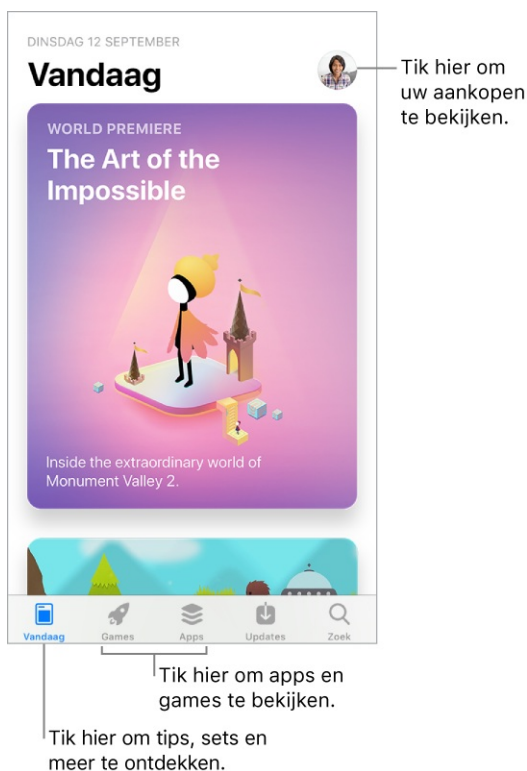 DINSDAG 12 SEPTEMBER
Vandaag
Tik hier om
uw aankopen
te bekijken.
WORLD PREMIERE
The Art of the
Impossible
Inside the extraordinary world of
Monument Valley 2.
Vandaag Games Apps Updates Zoek
Tik hier om apps en
games te bekijken.
Tik hier om tips, sets en
meer te ontdekken.